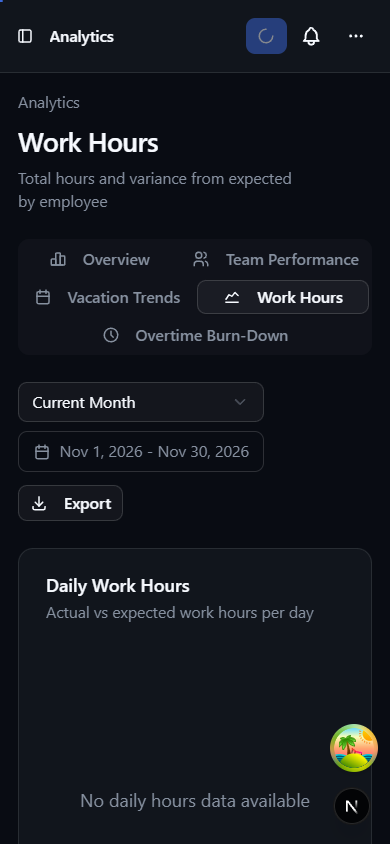 Analytics
Analytics
Work Hours
Total hours and variance from expected
by employee
Overview
Team Performance
Vacation Trends
Work Hours
Overtime Burn-Down
Current Month
Nov 1, 2026 - Nov 30, 2026
Export
Daily Work Hours
Actual vs expected work hours per day
No daily hours data available
N